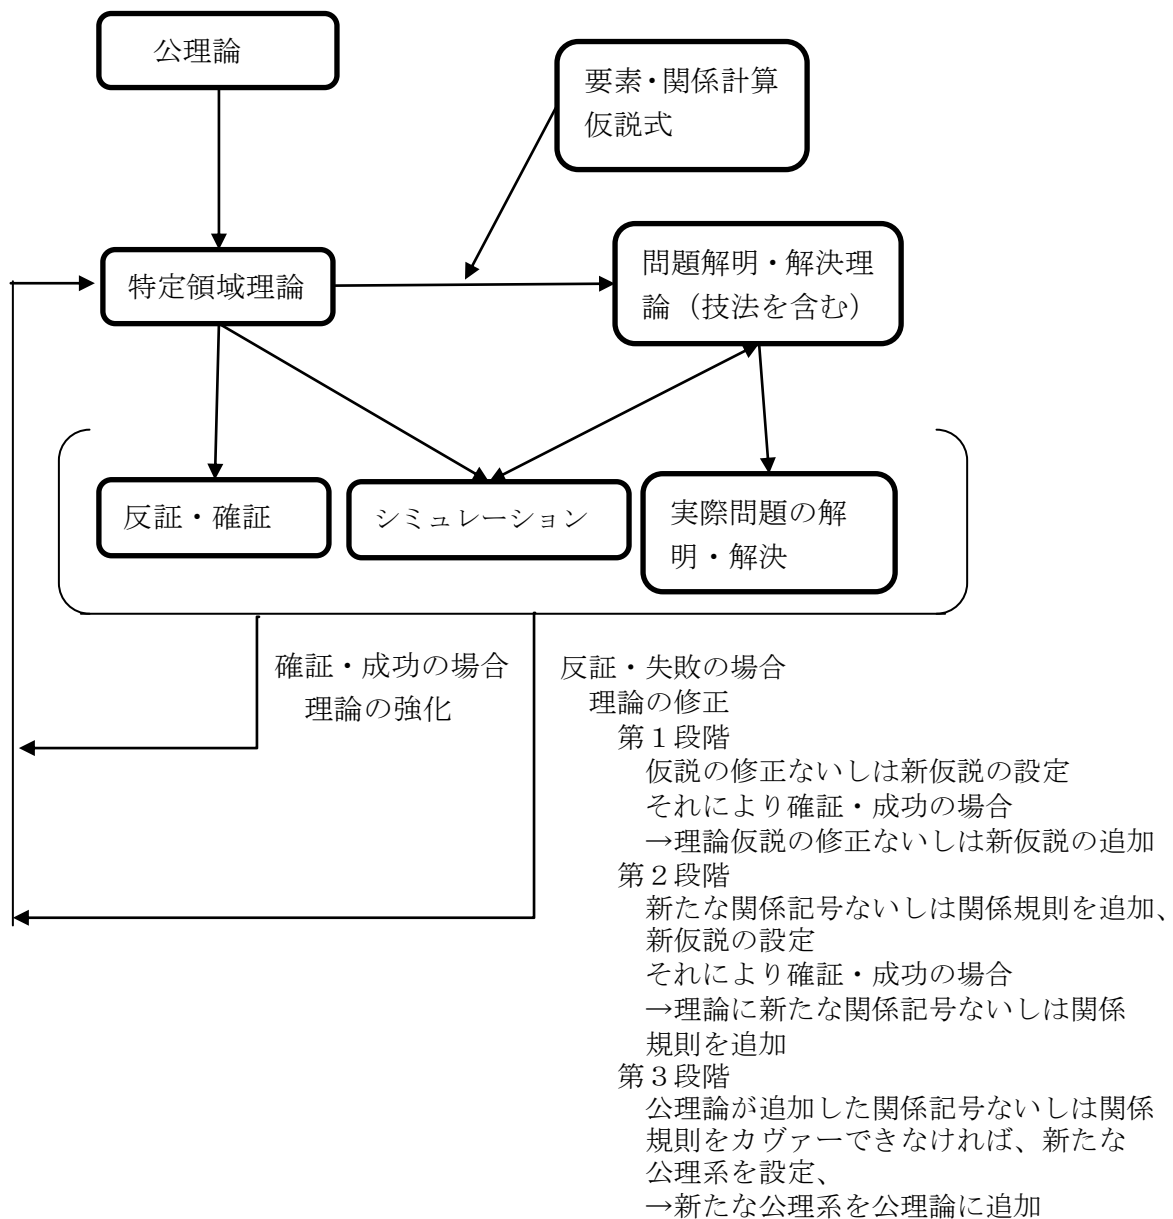 公理論
要素・関係計算
仮説式
特定領域理論
問題解明・解決理
論（技法を含む）
反証・確証
シミュレーション
実際問題の解
明・解決
確証・成功の場合
理論の強化
反証・失敗の場合
理論の修正
第１段階
仮説の修正ないしは新仮説の設定
それにより確証・成功の場合
→理論仮説の修正ないしは新仮説の追加
第２段階
新たな関係記号ないしは関係規則を追加、
新仮説の設定
それにより確証・成功の場合
→理論に新たな関係記号ないしは関係
規則を追加
第３段階
公理論が追加した関係記号ないしは関係
規則をカヴァーできなければ、新たな
公理系を設定、
→新たな公理系を公理論に追加